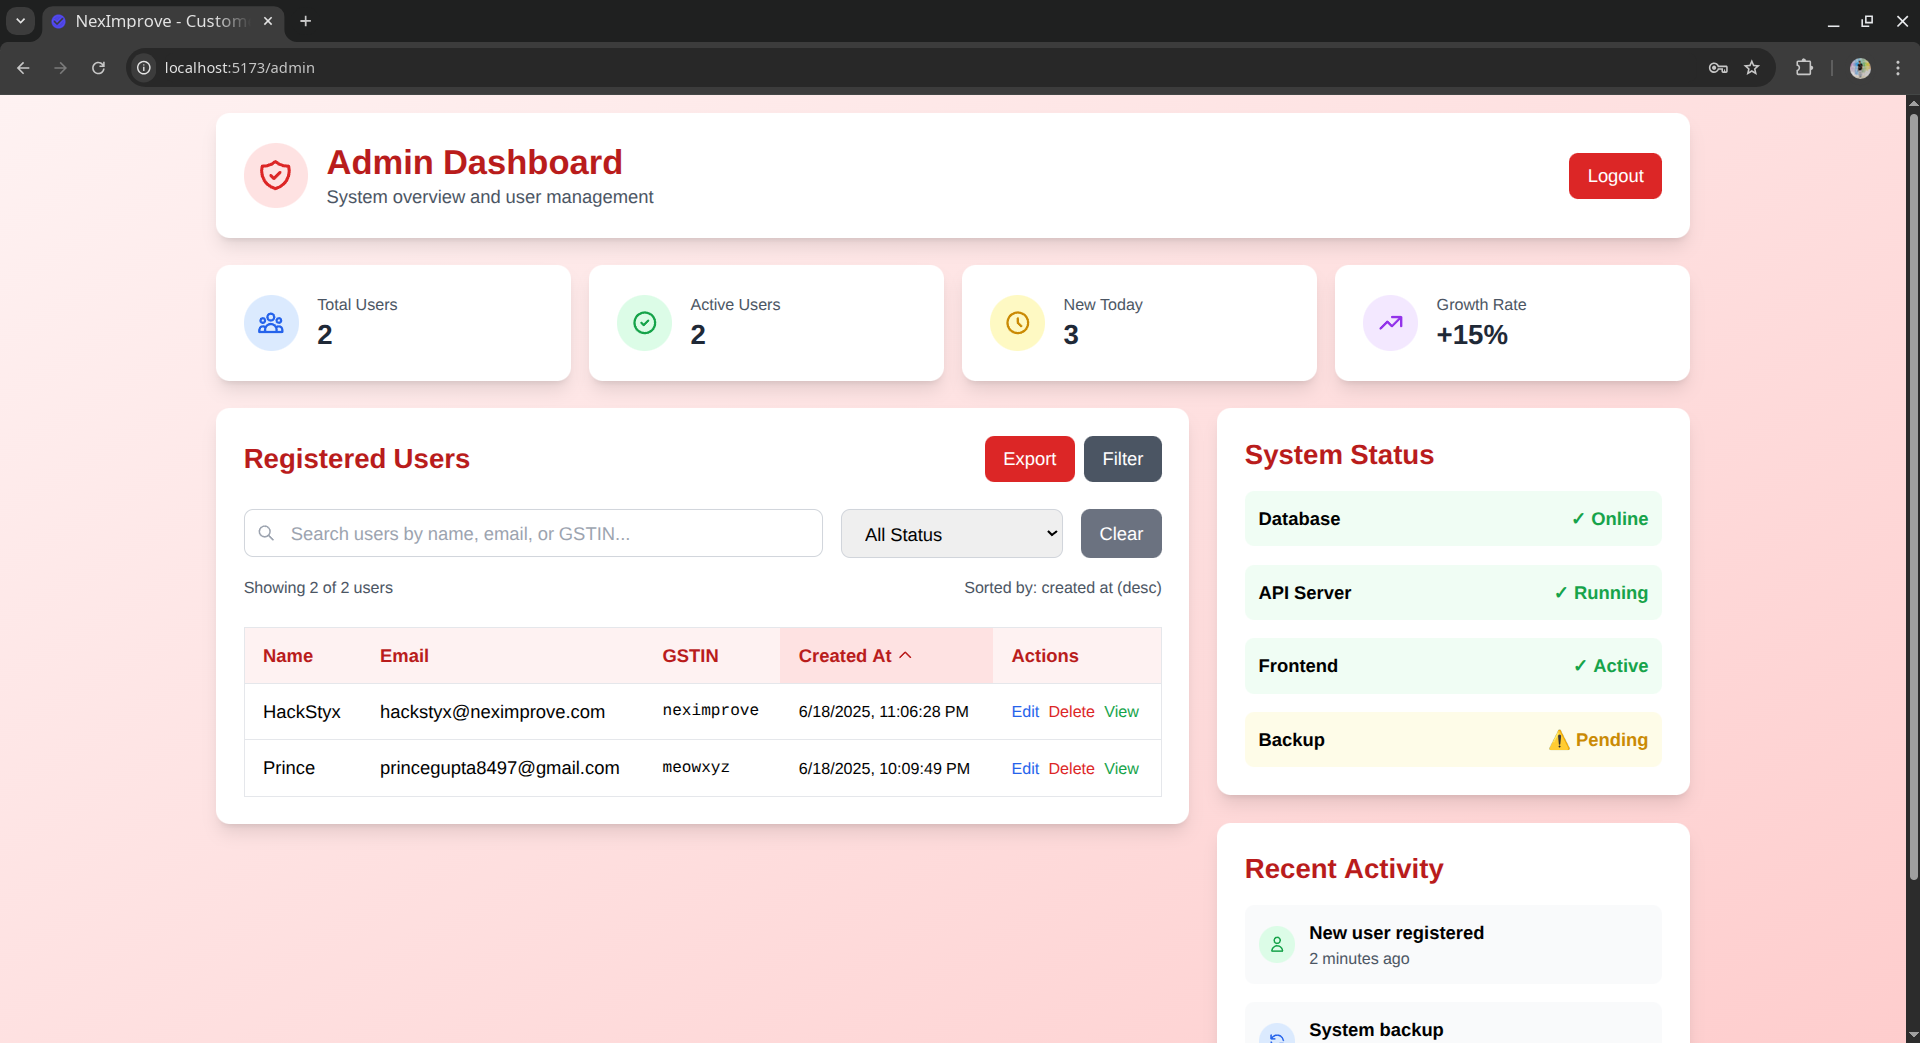 NexImprove - Custom
localhost:5173/admin
Admin Dashboard
System overview and user management
Logout
Total Users
2
Active Users
2
New Today
3
Growth Rate
+15%
Registered Users
Export
Filter
Search users by name, email, or GSTIN...
All Status
Clear
Showing 2 of 2 users
Sorted by: created at (desc)
Name Email GSTIN Created At Actions
HackStyx hackstyx@neximprove.com neximprove 6/18/2025, 11:06:28 PM Edit Delete View
Prince princegupta8497@gmail.com meowxyz 6/18/2025, 10:09:49 PM Edit Delete View
System Status
Database ✓ Online
API Server ✓ Running
Frontend ✓ Active
Backup ⚠️ Pending
Recent Activity
New user registered
2 minutes ago
System backup